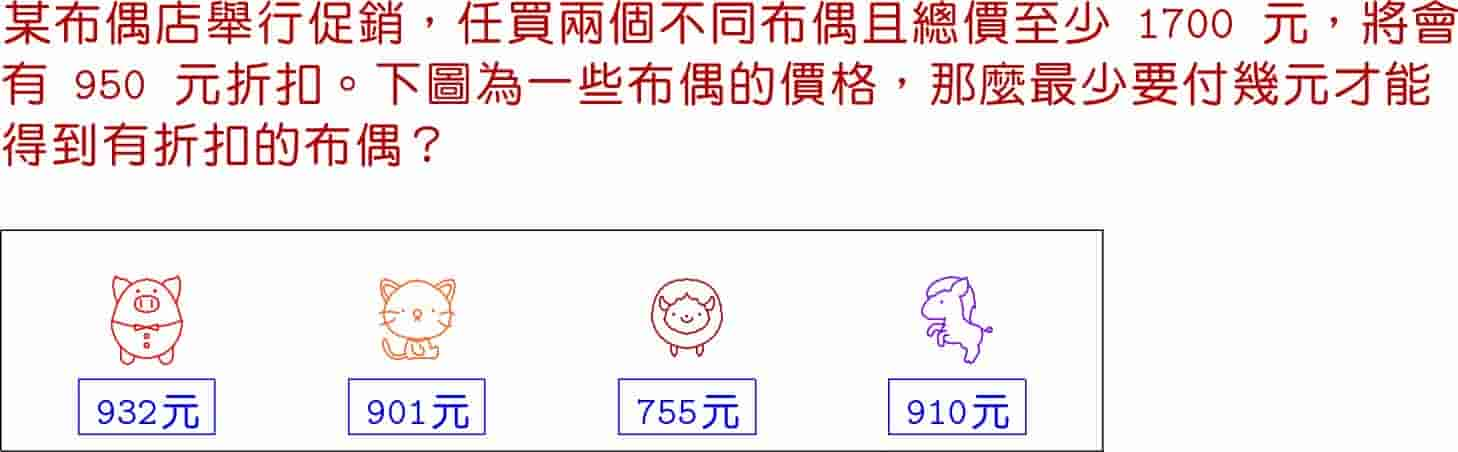 某布偶店舉行促銷，任買兩個不同布偶且總價至少 1700 元，將會
有 950 元折扣。下圖為一些布偶的價格，那麼最少要付幾元才能
得到有折扣的布偶？
932元 901元 755元 910元